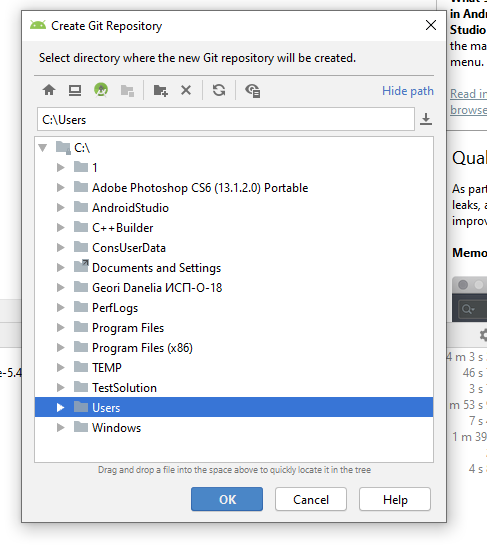 Create Git Repository
Select directory where the new Git repository will be created.
Hide path
C:\Users
C:\
1
Adobe Photoshop CS6 (13.1.2.0) Portable
AndroidStudio
C++Builder
ConsUserData
Documents and Settings
Geori Danelia ИСП-О-18
PerfLogs
Program Files
Program Files (x86)
TEMP
TestSolution
Users
Windows
Drag and drop a file into the space above to quickly locate it in the tree
OK
Cancel
Help
in Andr
Studio
the ma
menu.
Read in
browse
Qual
As part
leaks, a
improv
Memo
e-5.4
4 m 3 s
46 s
3 s
m 53 s
7 s
1 m 39
4 s